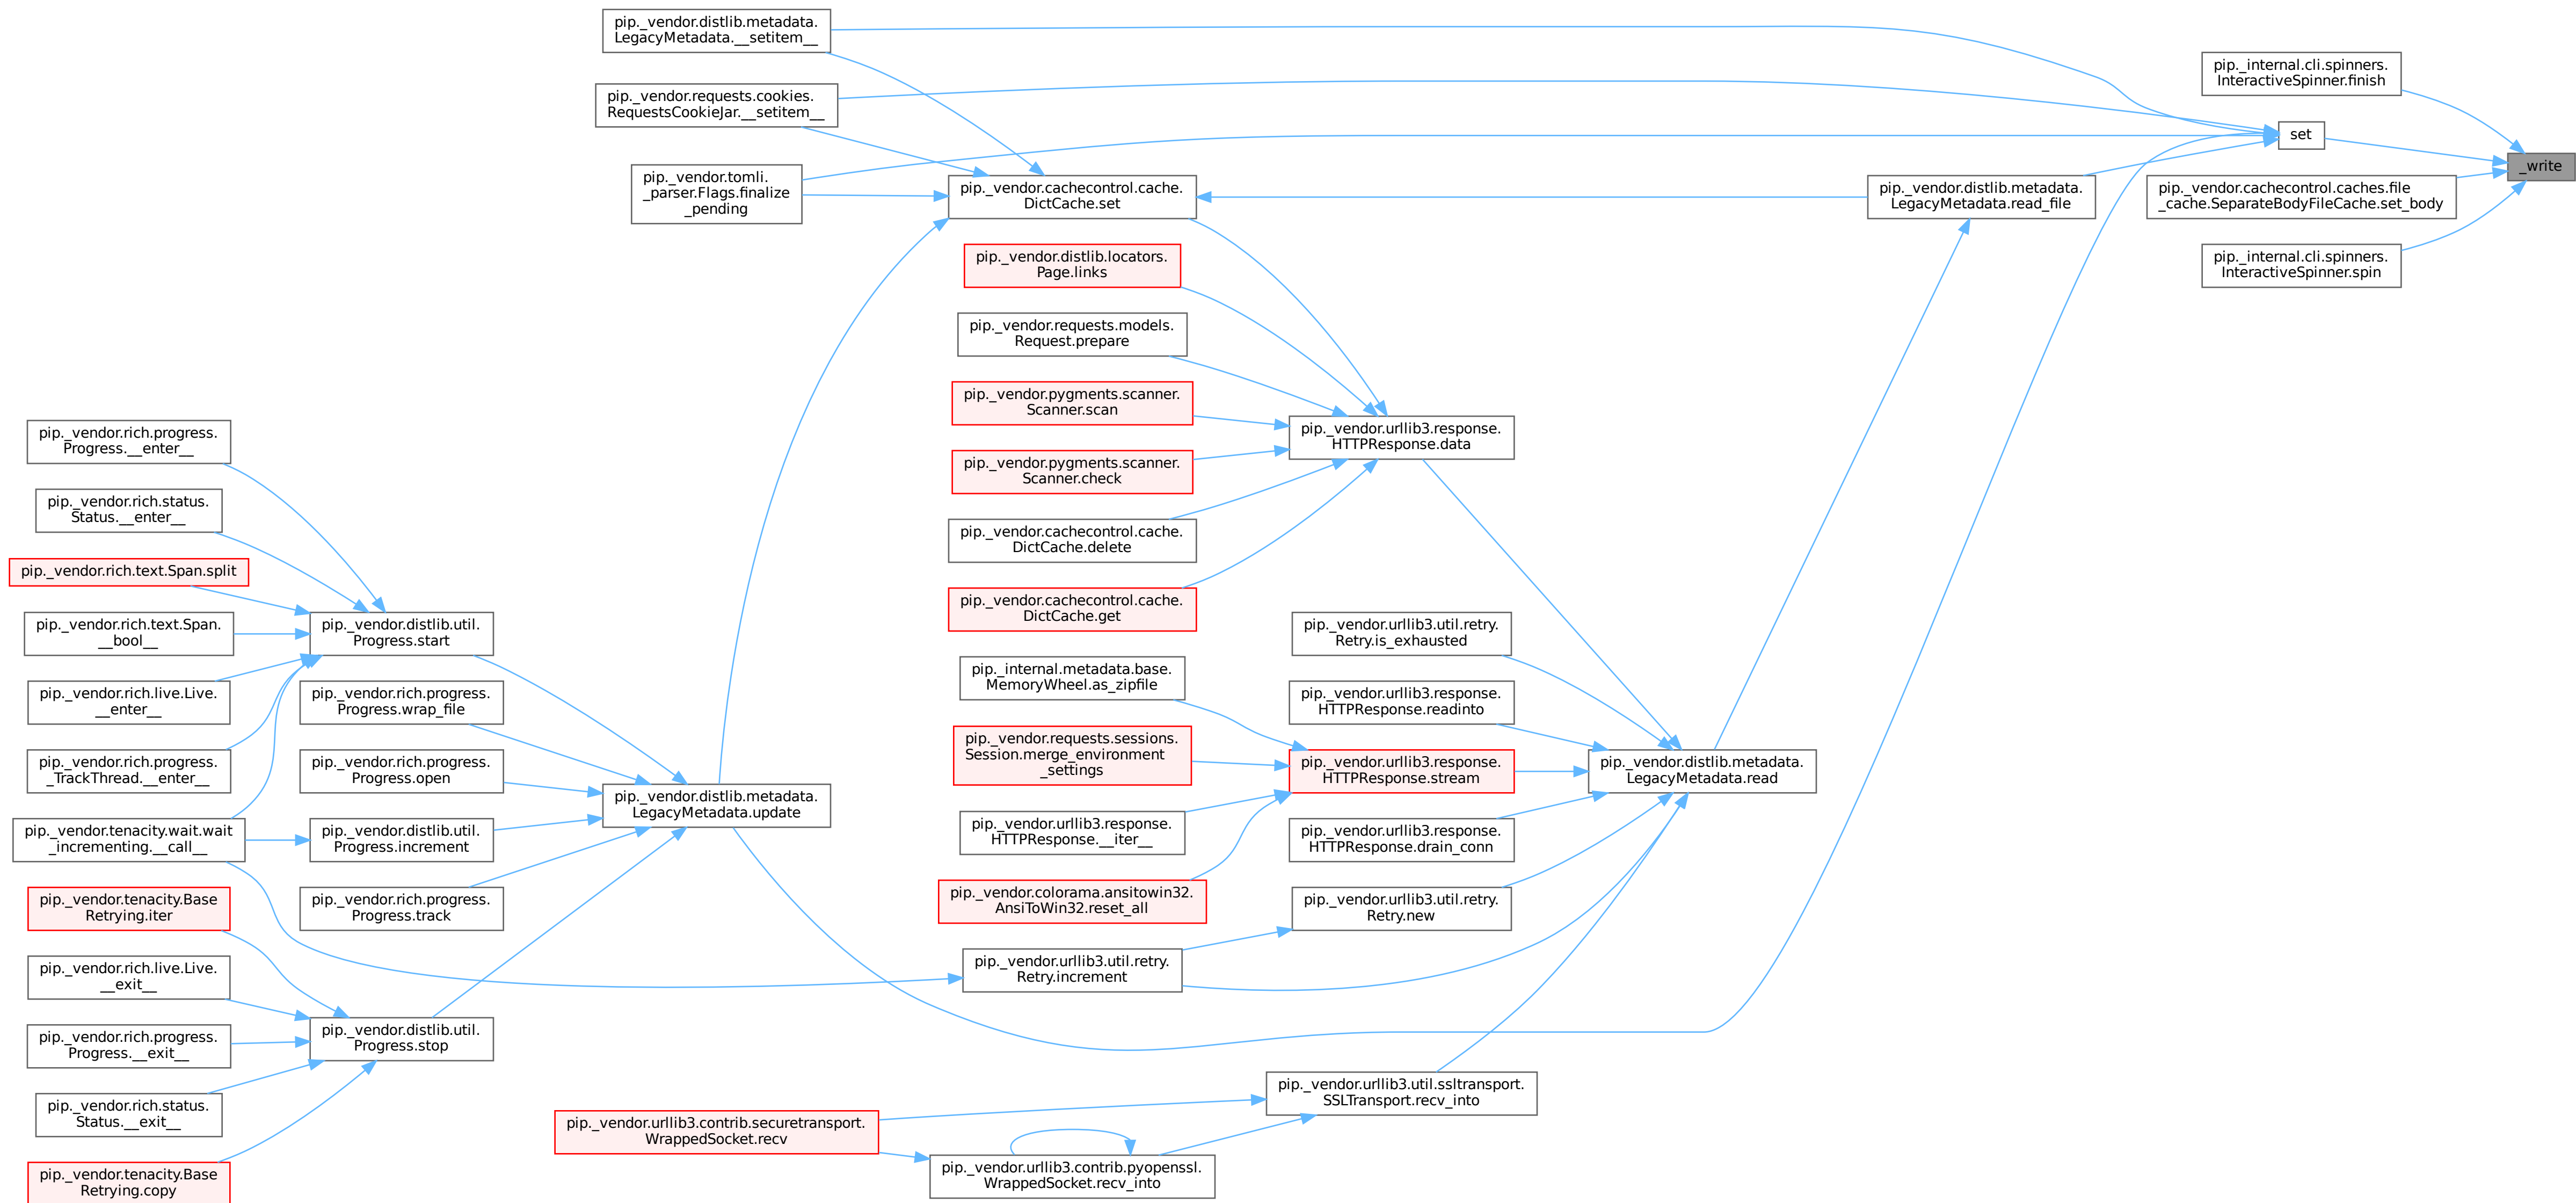 pip._vendor.distlib.metadata.
LegacyMetadata.__setitem__
pip._vendor.requests.cookies.
RequestsCookieJar.__setitem__
pip._vendor.tomli.
_parser.Flags.finalize
_pending
pip._vendor.cachecontrol.cache.
DictCache.set
pip._vendor.distlib.metadata.
LegacyMetadata.read_file
pip._internal.cli.spinners.
InteractiveSpinner.finish
set
_write
pip._vendor.cachecontrol.caches.file
_cache.SeparateBodyFileCache.set_body
pip._internal.cli.spinners.
InteractiveSpinner.spin
pip._vendor.distlib.locators.
Page.links
pip._vendor.requests.models.
Request.prepare
pip._vendor.pygments.scanner.
Scanner.scan
pip._vendor.pygments.scanner.
Scanner.check
pip._vendor.cachecontrol.cache.
DictCache.delete
pip._vendor.cachecontrol.cache.
DictCache.get
pip._vendor.urllib3.response.
HTTPResponse.data
pip._vendor.rich.progress.
Progress.__enter__
pip._vendor.rich.status.
Status.__enter__
pip._vendor.rich.text.Span.split
pip._vendor.rich.text.Span.
__bool__
pip._vendor.rich.live.Live.
__enter__
pip._vendor.rich.progress.
_TrackThread.__enter__
pip._vendor.tenacity.wait.wait
_incrementing.__call__
pip._vendor.tenacity.Base
Retrying.iter
pip._vendor.rich.live.Live.
__exit__
pip._vendor.rich.progress.
Progress.__exit__
pip._vendor.rich.status.
Status.__exit__
pip._vendor.tenacity.Base
Retrying.copy
pip._vendor.distlib.util.
Progress.start
pip._vendor.rich.progress.
Progress.wrap_file
pip._vendor.rich.progress.
Progress.open
pip._vendor.distlib.util.
Progress.increment
pip._vendor.rich.progress.
Progress.track
pip._vendor.distlib.util.
Progress.stop
pip._vendor.distlib.metadata.
LegacyMetadata.update
pip._internal.metadata.base.
MemoryWheel.as_zipfile
pip._vendor.requests.sessions.
Session.merge_environment
_settings
pip._vendor.urllib3.response.
HTTPResponse.__iter__
pip._vendor.colorama.ansitowin32.
AnsiToWin32.reset_all
pip._vendor.urllib3.util.retry.
Retry.increment
pip._vendor.urllib3.util.retry.
Retry.is_exhausted
pip._vendor.urllib3.response.
HTTPResponse.readinto
pip._vendor.urllib3.response.
HTTPResponse.stream
pip._vendor.urllib3.response.
HTTPResponse.drain_conn
pip._vendor.urllib3.util.retry.
Retry.new
pip._vendor.distlib.metadata.
LegacyMetadata.read
pip._vendor.urllib3.util.ssltransport.
SSLTransport.recv_into
pip._vendor.urllib3.contrib.securetransport.
WrappedSocket.recv
pip._vendor.urllib3.contrib.pyopenssl.
WrappedSocket.recv_into